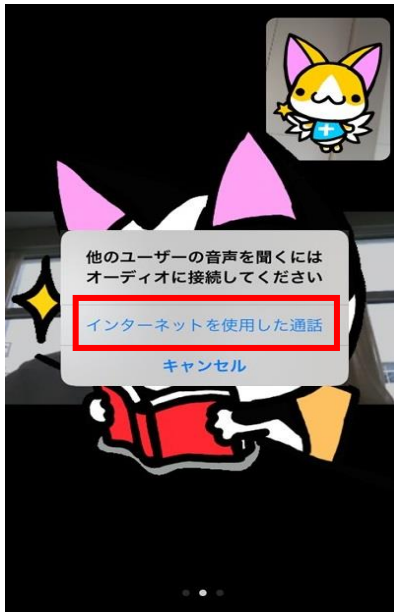 他のユーザーの音声を聞くには
オーディオに接続してください
インターネットを使用した通話
キャンセル